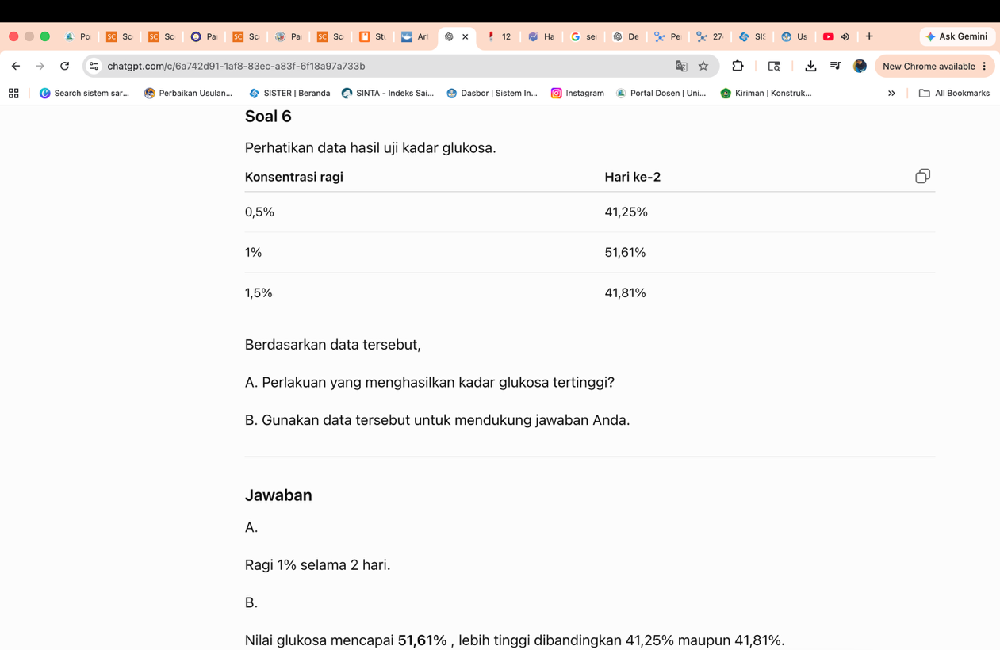 Po
Sc
Sc
Pa
Sc
Pa
Sc
Stu
Art
12
Ha
se
De
Pe
27
SIS
Us
Ask Gemini
chatgpt.com/c/6a742d91-1af8-83ec-a83f-6f18a97a733b
New Chrome available
Search sistem sar...
Perbaikan Usulan...
SISTER | Beranda
SINTA - Indeks Sai...
Dasbor | Sistem In...
Instagram
Portal Dosen | Uni...
Kiriman | Konstruk...
All Bookmarks
Soal 6
Perhatikan data hasil uji kadar glukosa.
Konsentrasi ragi Hari ke-2
0,5% 41,25%
1% 51,61%
1,5% 41,81%
Berdasarkan data tersebut,
A. Perlakuan yang menghasilkan kadar glukosa tertinggi?
B. Gunakan data tersebut untuk mendukung jawaban Anda.
Jawaban
A.
Ragi 1% selama 2 hari.
B.
Nilai glukosa mencapai 51,61% , lebih tinggi dibandingkan 41,25% maupun 41,81%.